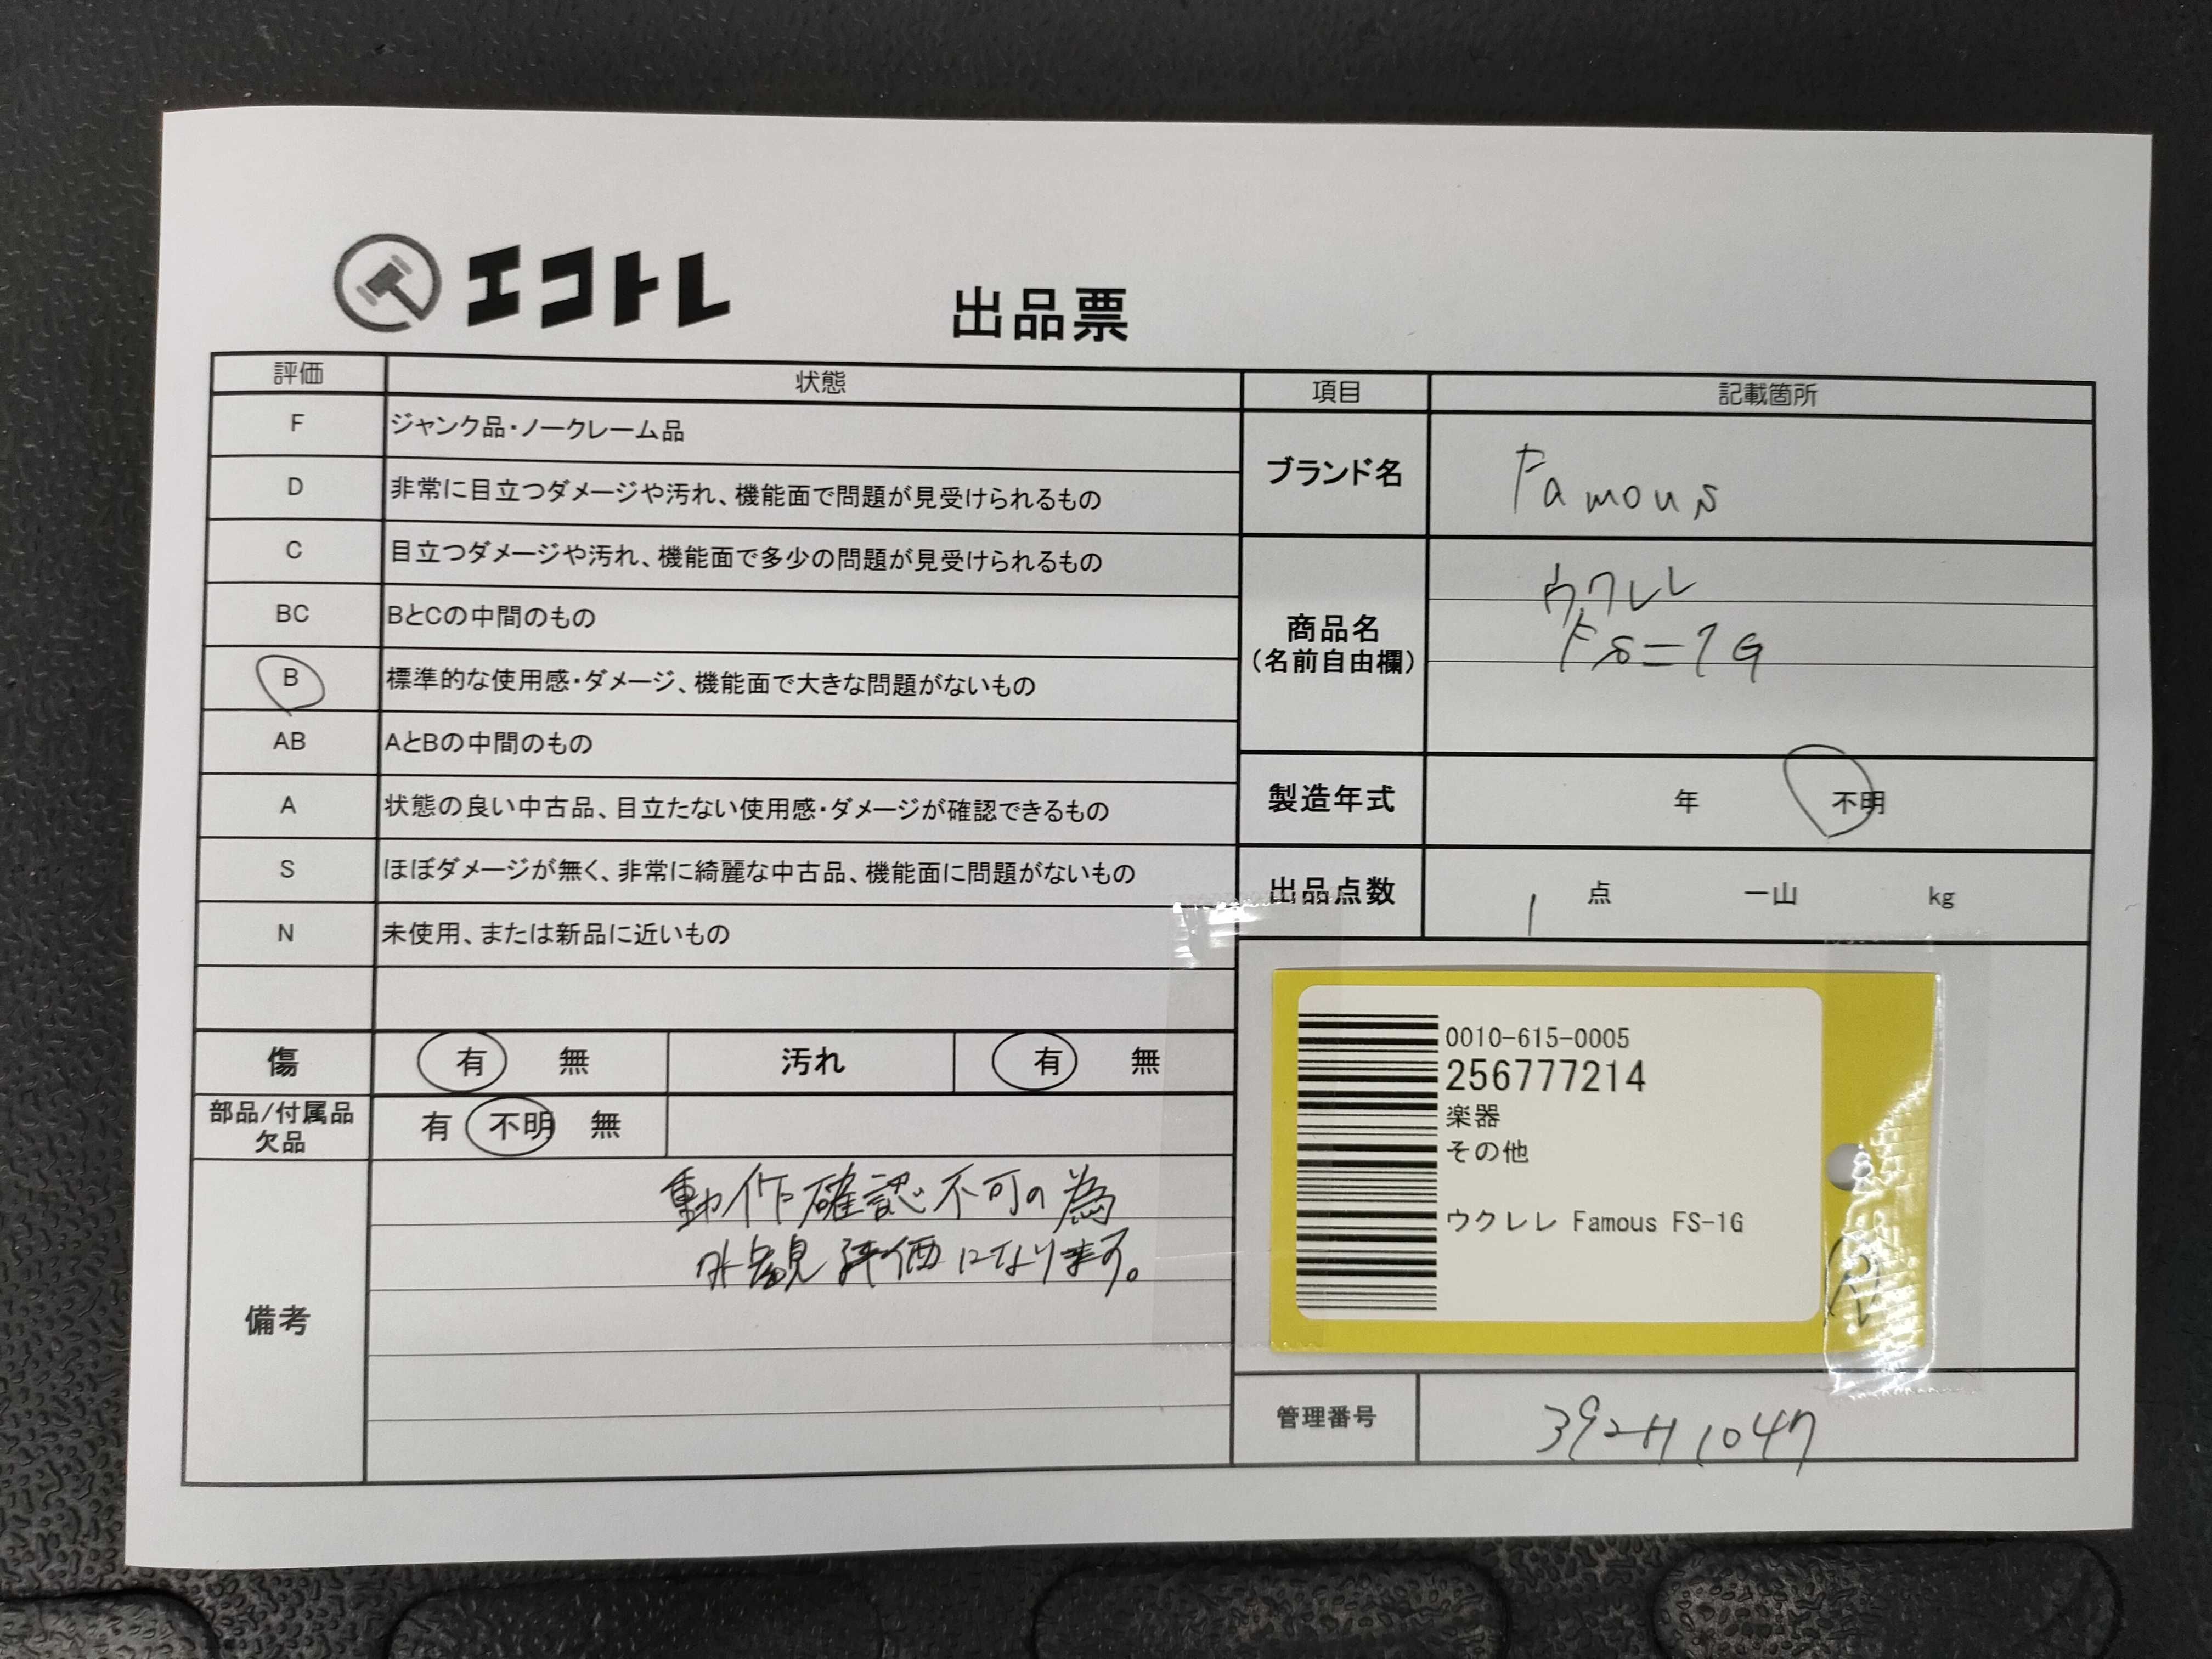 エコトレ
出品票
評価 状態
F ジャンク品・ノークレーム品
D 非常に目立つダメージや汚れ、機能面で問題が見受けられるもの
C 目立つダメージや汚れ、機能面で多少の問題が見受けられるもの
BC BとCの中間のもの
B 標準的な使用感・ダメージ、機能面で大きな問題がないもの
AB AとBの中間のもの
A 状態の良い中古品、目立たない使用感・ダメージが確認できるもの
S ほぼダメージが無く、非常に綺麗な中古品、機能面に問題がないもの
N 未使用、または新品に近いもの
傷 有 無 汚れ 有 無
部品/付属品
欠品 有 不明 無
備考
動作確認不可の為
外観評価になります。
項目 記載箇所
ブランド名 Famous
商品名
(名前自由欄)
ウクレレ
FS=1G
製造年式 年 不明
出品点数 1 点 一山 kg
0010-615-0005
256777214
楽器
その他
ウクレレ Famous FS-1G
管理番号 392H1047